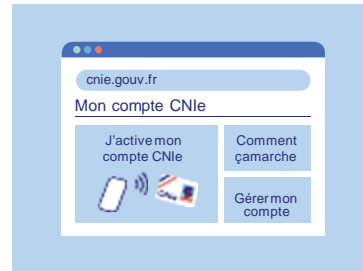 cnie.gouv.fr
Mon compte CNIe
J'active mon
compte CNIe
Comment
ça marche
Gérer mon
compte